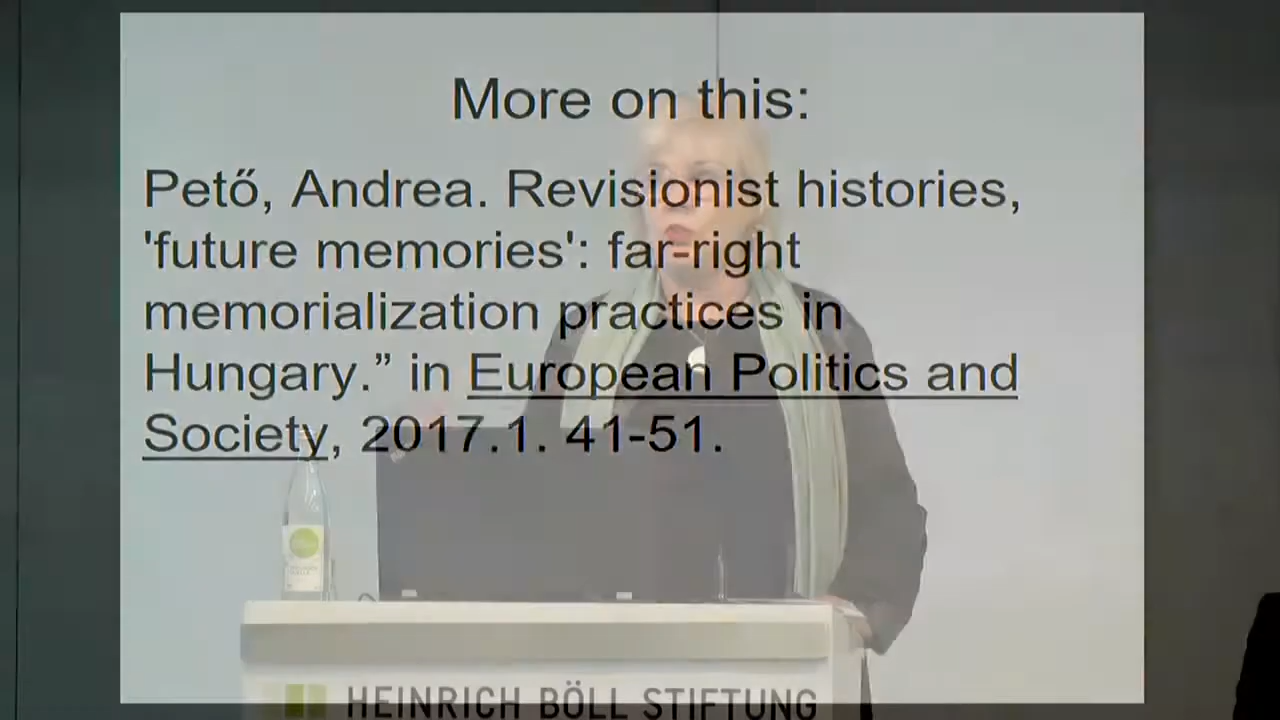 More on this:
Pető, Andrea. Revisionist histories,
'future memories': far-right
memorialization practices in
Hungary.” in European Politics and
Society, 2017.1. 41-51.
HEINRICH BÖLL STIFTUNG